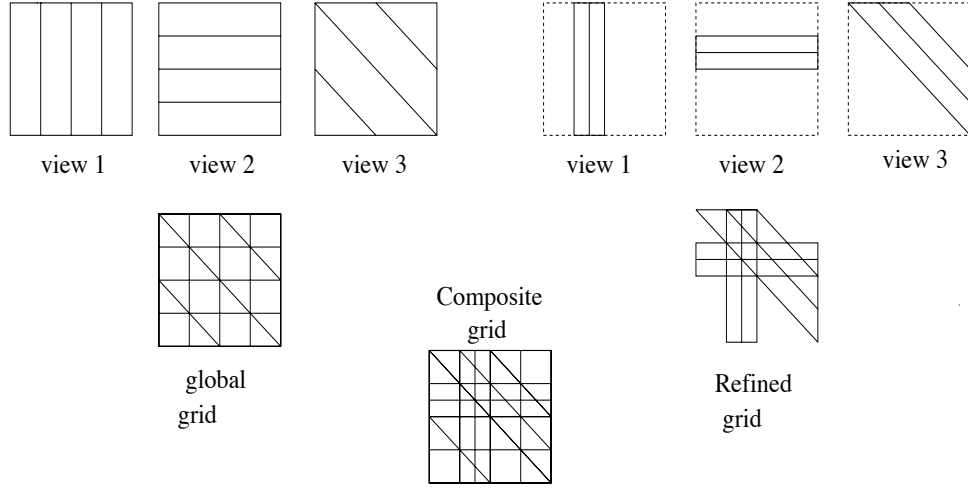 view 1
view 2
view 3
view 1
view 2
view 3
global
grid
Composite
grid
Refined
grid